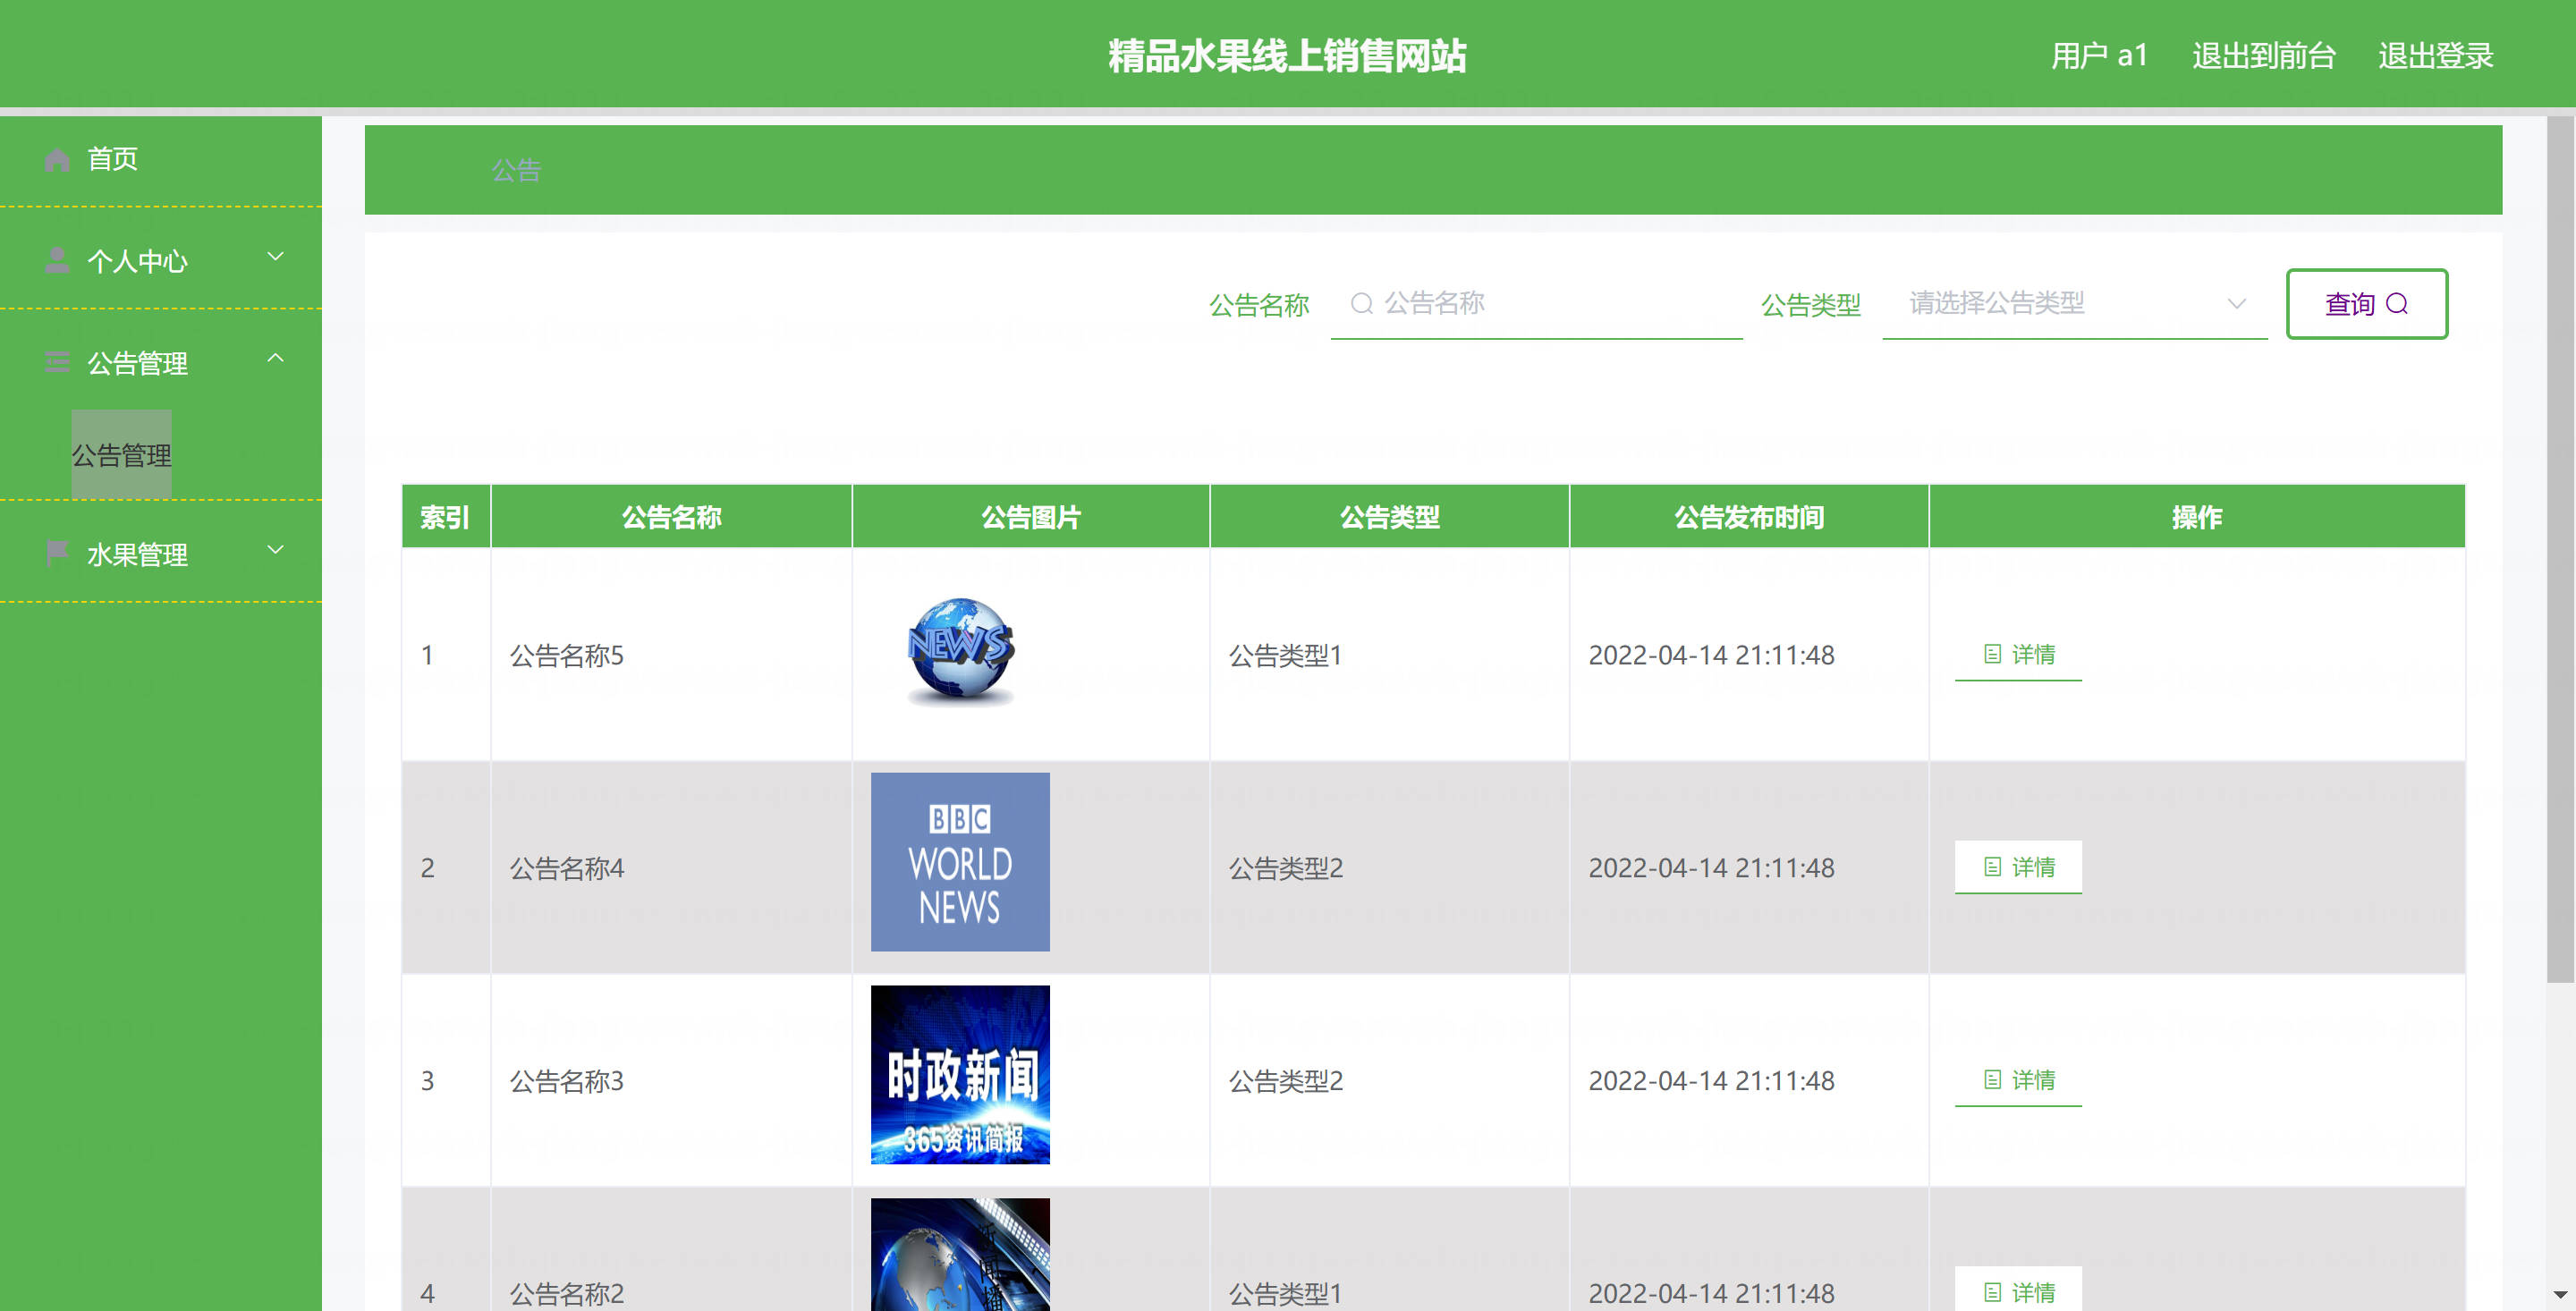 精品水果线上销售网站
用户 a1 退出到前台 退出登录
首页
个人中心
公告管理
公告管理
水果管理
公告
公告名称 公告名称 公告类型 请选择公告类型 查询
索引 公告名称 公告图片 公告类型 公告发布时间 操作
1 公告名称5 NEWS 公告类型1 2022-04-14 21:11:48 详情
2 公告名称4 公告类型2 2022-04-14 21:11:48 详情
BBC
WORLD
NEWS
3 公告名称3 公告类型2 2022-04-14 21:11:48 详情
时政新闻
365资讯简报
4 公告名称2 公告类型1 2022-04-14 21:11:48 详情
新闻播